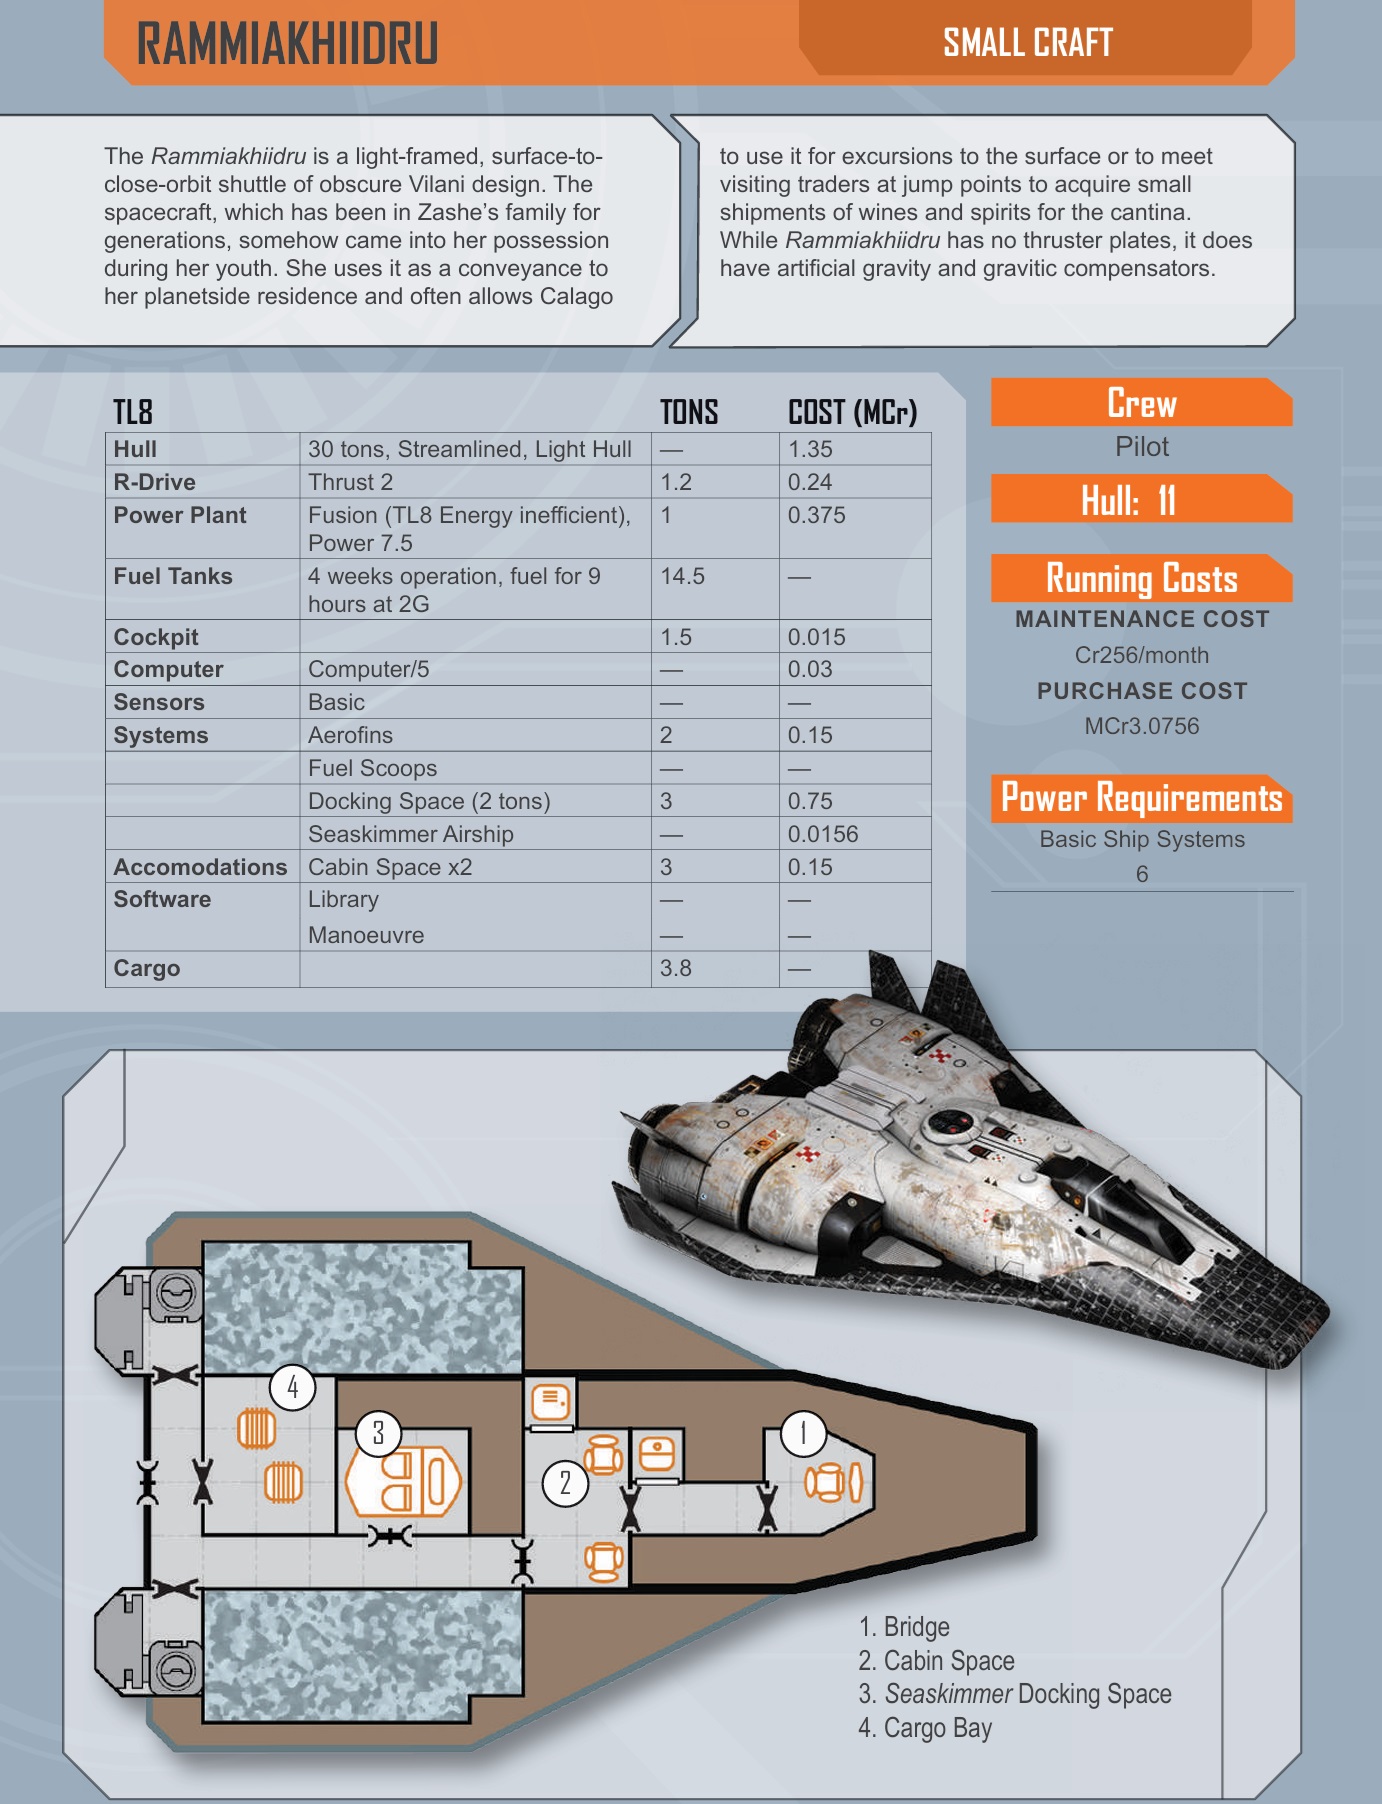 RAMMIAKHIIDRU
SMALL CRAFT
The Rammiakhiidru is a light-framed, surface-to-
close-orbit shuttle of obscure Vilani design. The
spacecraft, which has been in Zashe's family for
generations, somehow came into her possession
during her youth. She uses it as a conveyance to
her planetside residence and often allows Calago
to use it for excursions to the surface or to meet
visiting traders at jump points to acquire small
shipments of wines and spirits for the cantina.
While Rammiakhiidru has no thruster plates, it does
have artificial gravity and gravitic compensators.
TL8 TONS COST (MCr)
Hull 30 tons, Streamlined, Light Hull — 1.35
R-Drive Thrust 2 1.2 0.24
Power Plant Fusion (TL8 Energy inefficient), 1 0.375
Power 7.5
Fuel Tanks 4 weeks operation, fuel for 9 14.5 —
hours at 2G
Cockpit 1.5 0.015
Computer Computer/5 — 0.03
Sensors Basic — —
Systems Aerofins 2 0.15
Fuel Scoops — —
Docking Space (2 tons) 3 0.75
Seaskimmer Airship — 0.0156
Accomodations Cabin Space x2 3 0.15
Software Library — —
Manoeuvre — —
Cargo 3.8 —
Crew
Pilot
Hull: 11
Running Costs
MAINTENANCE COST
Cr256/month
PURCHASE COST
MCr3.0756
Power Requirements
Basic Ship Systems
6
4
3
2
1
1. Bridge
2. Cabin Space
3. Seaskimmer Docking Space
4. Cargo Bay